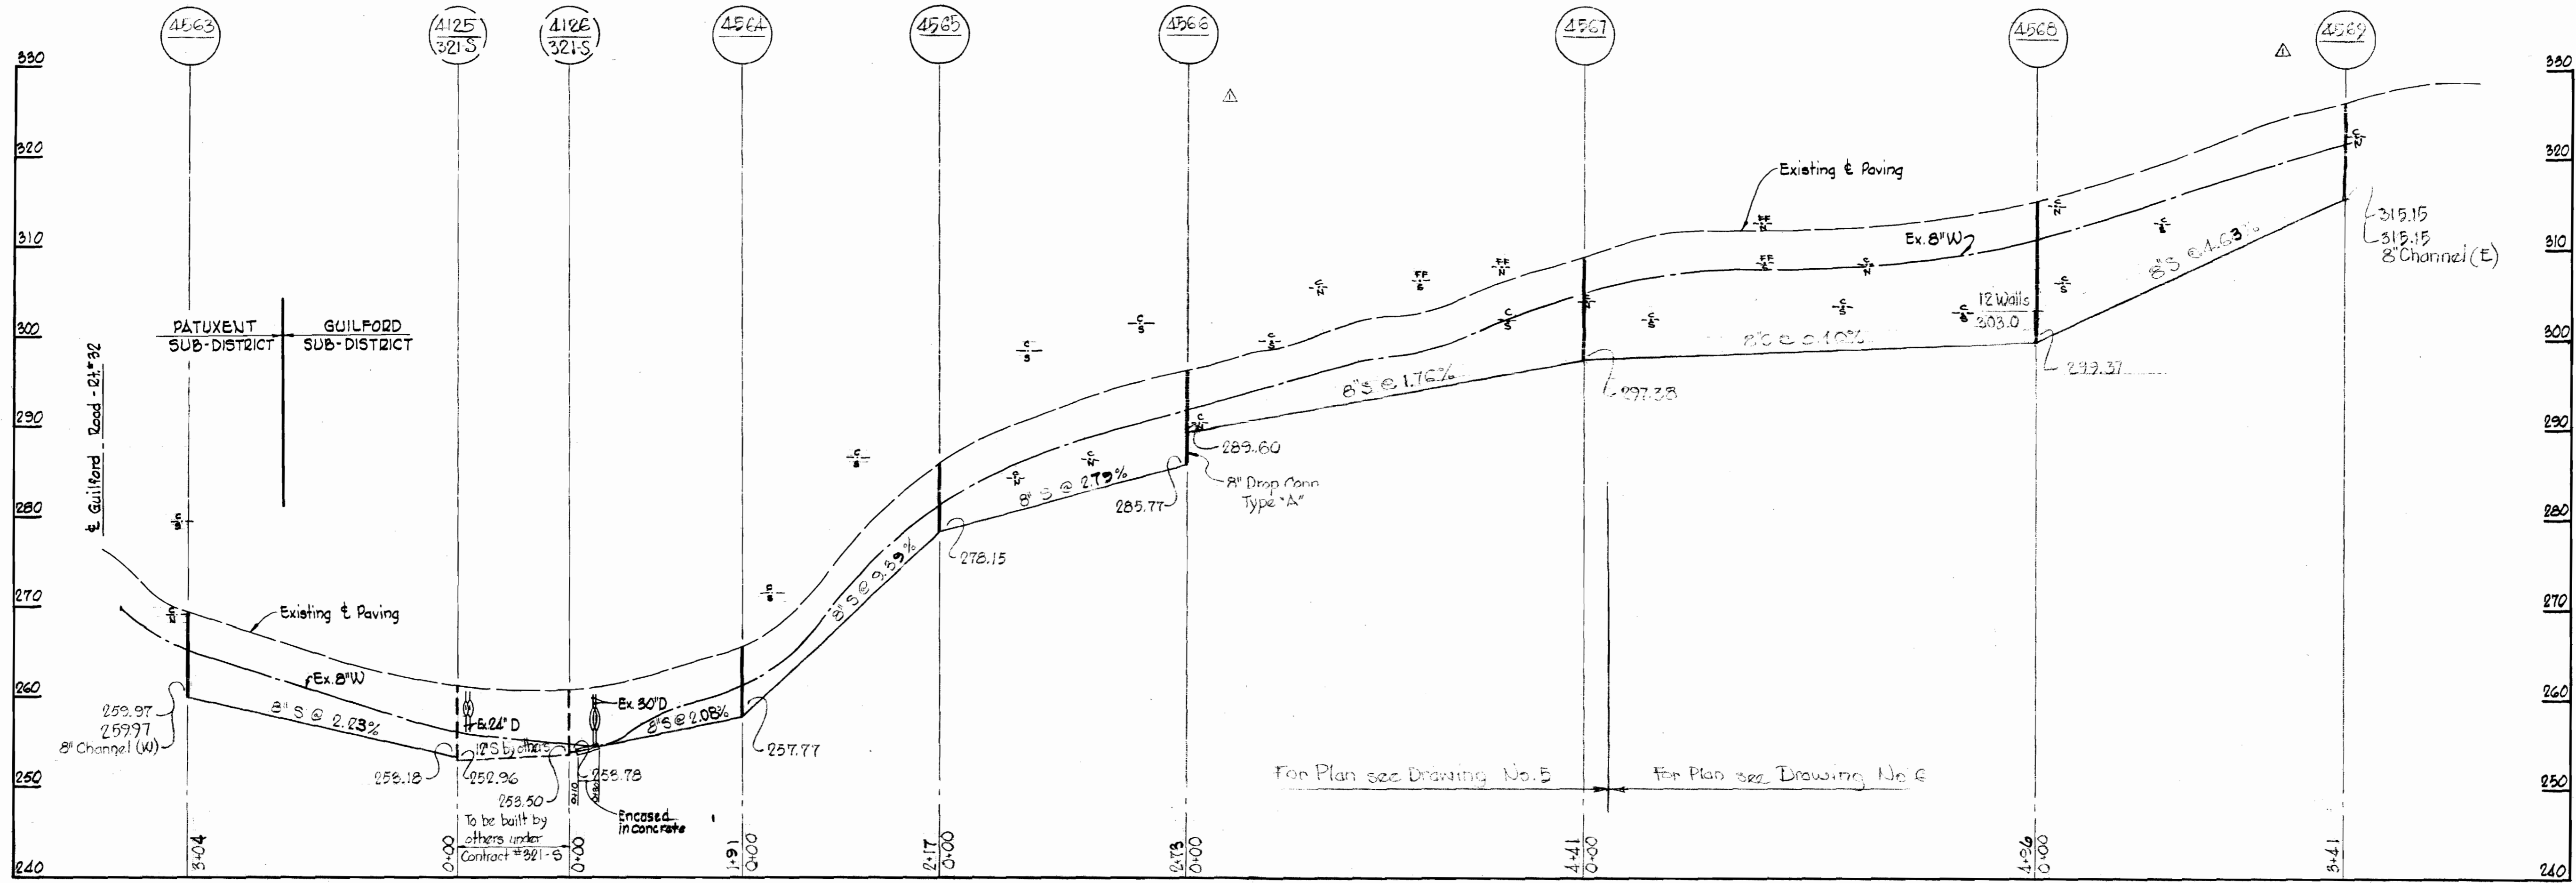 4563
4125
321-S
4126
321-S
4564
4565
4566
4567
4568
4569
330
320
310
300
290
280
270
260
250
240
330
320
310
300
290
280
270
260
250
240
℄ Guilford Road - Rt. #32
PATUXENT
SUB-DISTRICT
GUILFORD
SUB-DISTRICT
Existing ℄ Paving
Ex. 8" W
259.97
259.97
8" Channel (W)
8" S @ 2.23%
253.18
252.96
Ex. 24" D
12" S by others
253.50
253.78
0+10
Ex. 30" D
8" S @ 2.08%
Encased
in concrete
To be built by
others under
Contract #321-S
257.77
8" S @ 9.39%
278.15
8" S @ 2.79%
285.77
289.60
8" Drop Conn
Type "A"
8" S @ 1.76%
297.38
Existing ℄ Paving
Ex. 8" W
12 Walls
303.0
299.37
8" S @ 4.63%
315.15
315.15
8" Channel (E)
For Plan see Drawing No. 5
For Plan see Drawing No 6
3+04
0+00
0+00
1+91
0+00
2+17
0+00
2+73
0+00
4+41
0+00
4+96
0+00
3+41
C
S
C
N
C
S
C
S
C
S
C
S
C
N
C
N
C
N
C
S
C
S
C
N
FF
S
FF
N
C
S
C
N
C
S
FF
N
FF
S
C
N
C
S
C
S
C
N
C
S
C
S
C
N